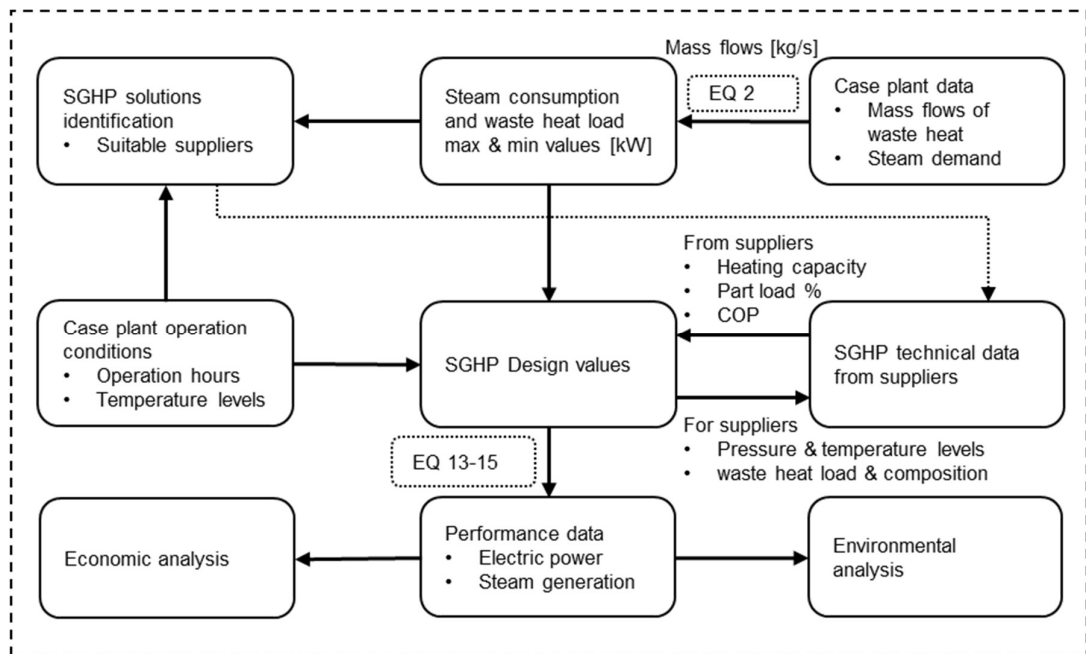 Mass flows [kg/s]
SGHP solutions
identification
• Suitable suppliers
Steam consumption
and waste heat load
max & min values [kW]
EQ 2
Case plant data
• Mass flows of
waste heat
• Steam demand
From suppliers
• Heating capacity
• Part load %
• COP
Case plant operation
conditions
• Operation hours
• Temperature levels
SGHP Design values
SGHP technical data
from suppliers
For suppliers
• Pressure & temperature levels
• waste heat load & composition
EQ 13-15
Economic analysis
Performance data
• Electric power
• Steam generation
Environmental
analysis